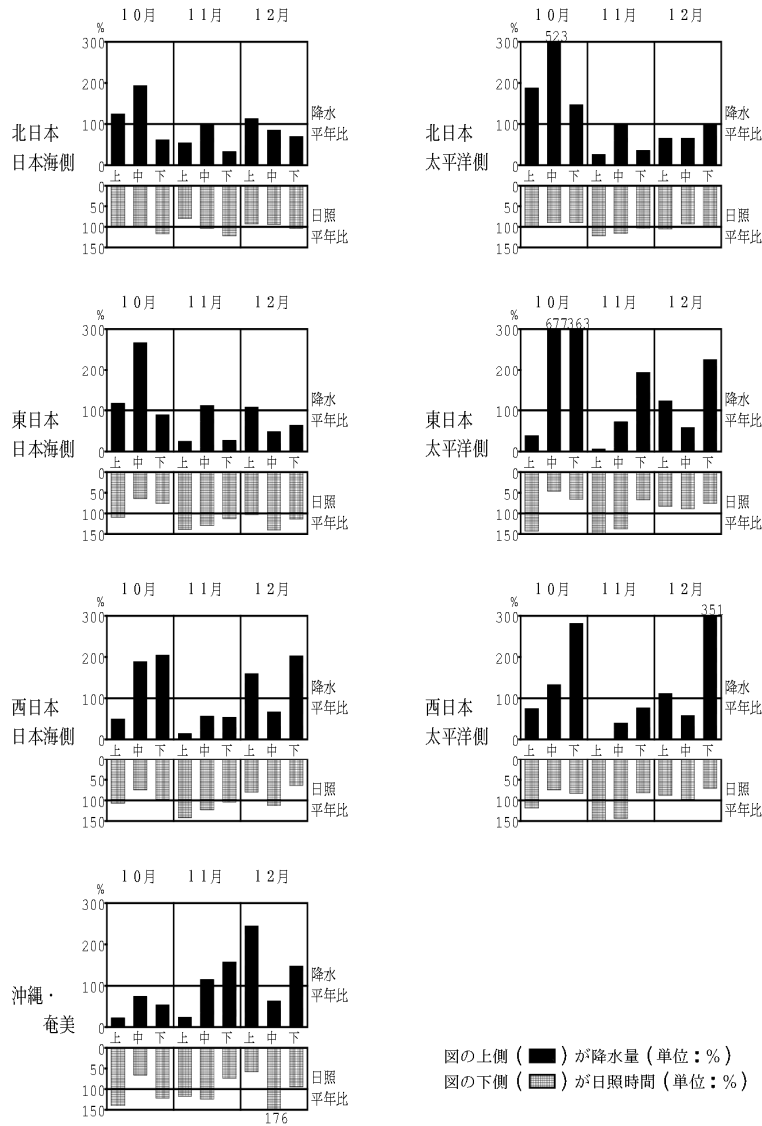 １０月　１１月　１２月
%
300
200
100
0
北日本
日本海側
降水
平年比
上 中 下 上 中 下 上 中 下
0
50
100
150
日照
平年比
１０月　１１月　１２月
%
523
300
200
100
0
北日本
太平洋側
降水
平年比
上 中 下 上 中 下 上 中 下
0
50
100
150
日照
平年比
１０月　１１月　１２月
%
300
200
100
0
東日本
日本海側
降水
平年比
上 中 下 上 中 下 上 中 下
0
50
100
150
日照
平年比
１０月　１１月　１２月
%
677363
300
200
100
0
東日本
太平洋側
降水
平年比
上 中 下 上 中 下 上 中 下
0
50
100
150
日照
平年比
１０月　１１月　１２月
%
300
200
100
0
西日本
日本海側
降水
平年比
上 中 下 上 中 下 上 中 下
0
50
100
150
日照
平年比
１０月　１１月　１２月
%
351
300
200
100
0
西日本
太平洋側
降水
平年比
上 中 下 上 中 下 上 中 下
0
50
100
150
日照
平年比
１０月　１１月　１２月
%
300
200
100
0
沖縄・
奄美
降水
平年比
上 中 下 上 中 下 上 中 下
0
50
100
150
日照
平年比
176
図の上側（■）が降水量（単位：%）
図の下側（▦）が日照時間（単位：%）